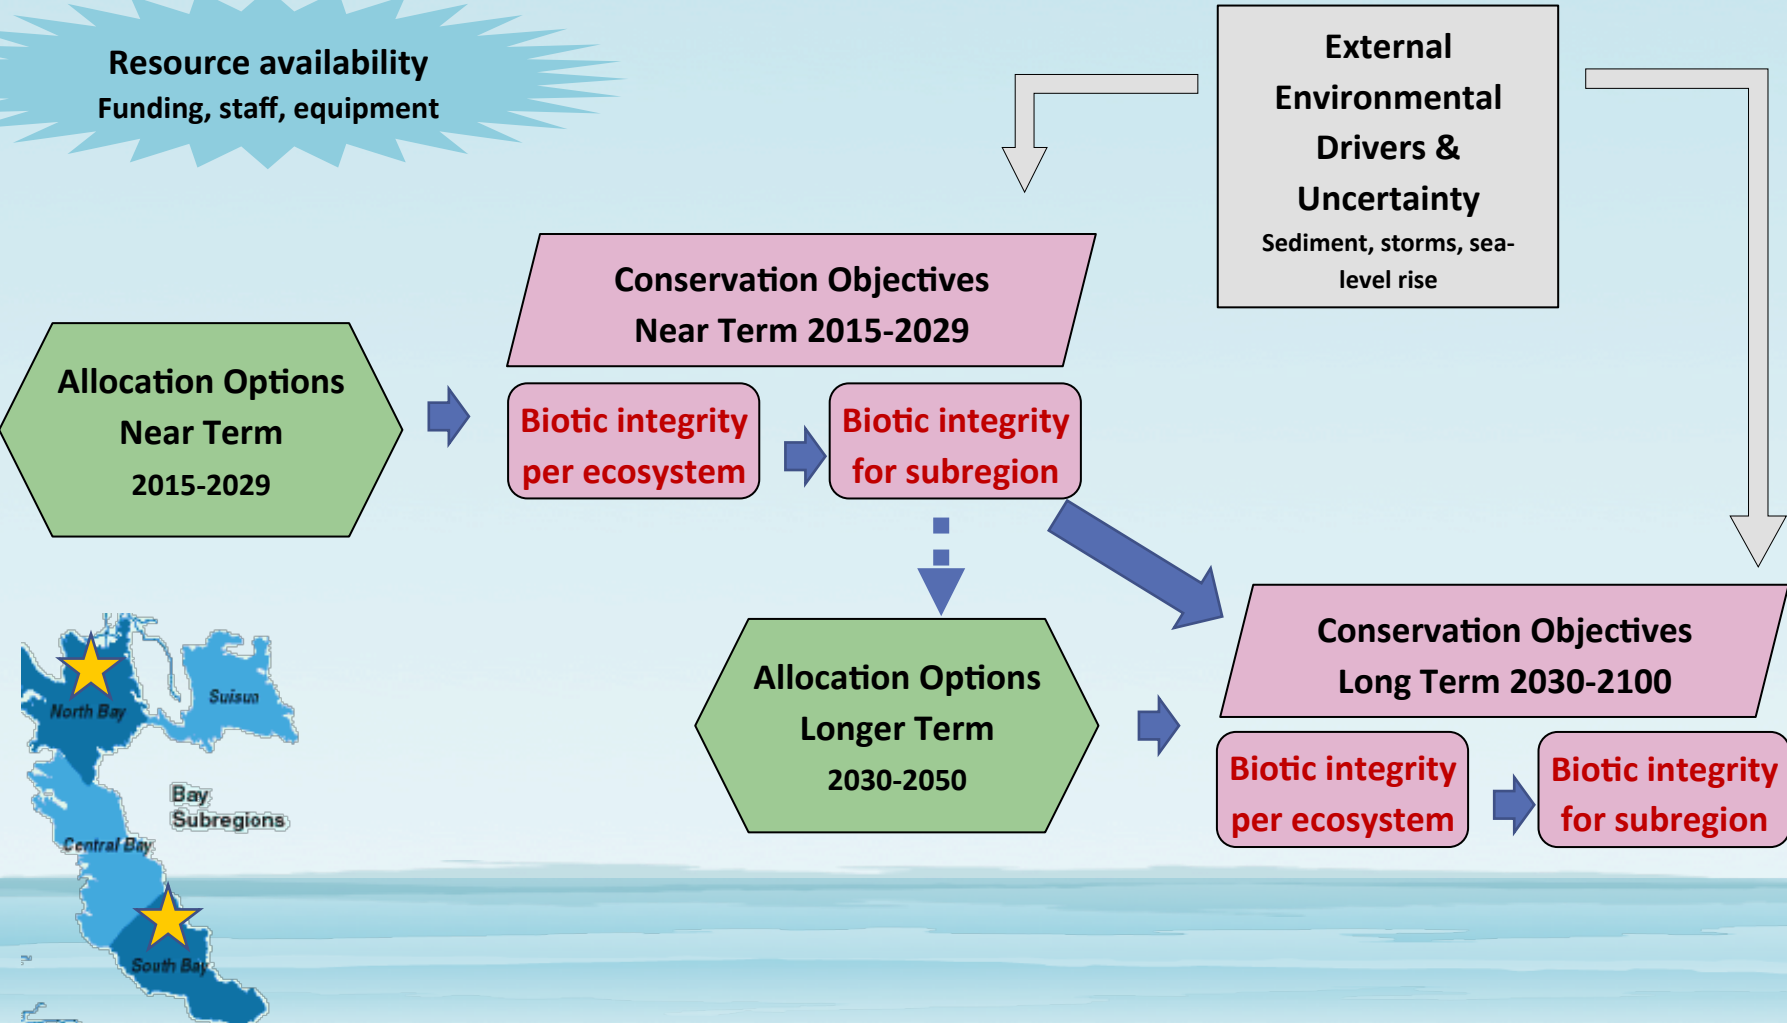 Resource availability
Funding, staff, equipment
External
Environmental
Drivers &
Uncertainty
Sediment, storms, sea-
level rise
Conservation Objectives
Near Term 2015-2029
Allocation Options
Near Term
2015-2029
Biotic integrity
per ecosystem
Biotic integrity
for subregion
Allocation Options
Longer Term
2030-2050
Conservation Objectives
Long Term 2030-2100
Biotic integrity
per ecosystem
Biotic integrity
for subregion
North Bay
Suisun
Bay
Subregions
Central Bay
South Bay